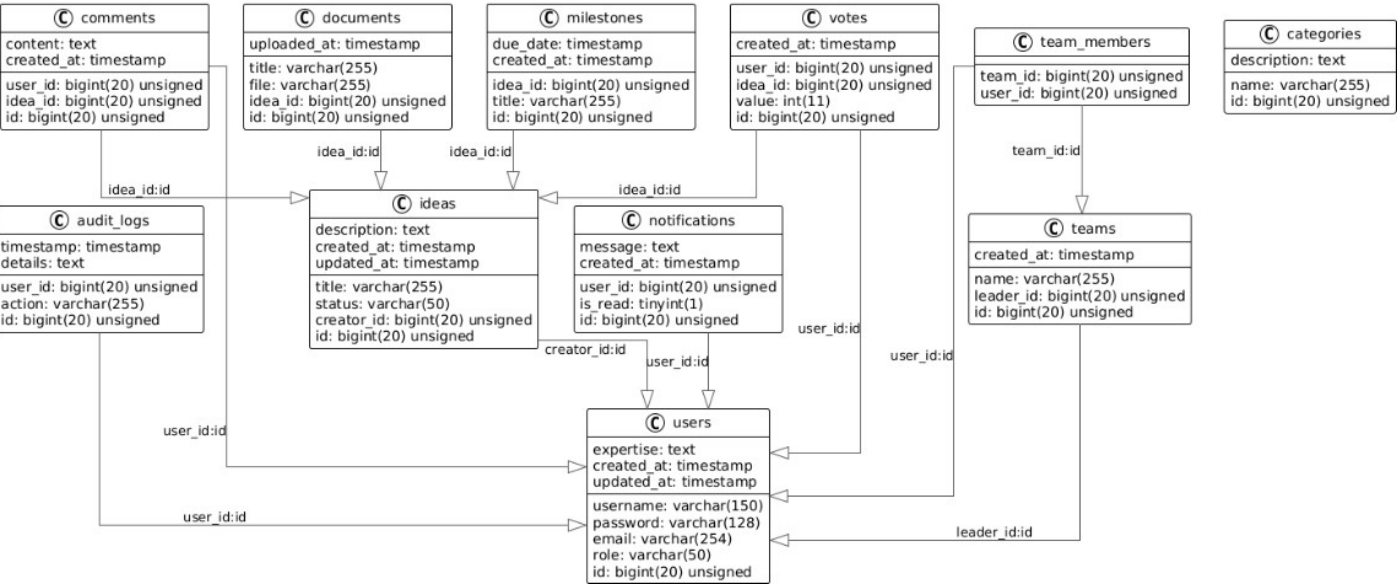 C comments
content: text
created_at: timestamp
user_id: bigint(20) unsigned
idea_id: bigint(20) unsigned
id: bigint(20) unsigned
C documents
uploaded_at: timestamp
title: varchar(255)
file: varchar(255)
idea_id: bigint(20) unsigned
id: bigint(20) unsigned
C milestones
due_date: timestamp
created_at: timestamp
idea_id: bigint(20) unsigned
title: varchar(255)
id: bigint(20) unsigned
C votes
created_at: timestamp
user_id: bigint(20) unsigned
idea_id: bigint(20) unsigned
value: int(11)
id: bigint(20) unsigned
C team_members
team_id: bigint(20) unsigned
user_id: bigint(20) unsigned
C categories
description: text
name: varchar(255)
id: bigint(20) unsigned
idea_id:id
idea_id:id
team_id:id
idea_id:id
idea_id:id
C audit_logs
timestamp: timestamp
details: text
user_id: bigint(20) unsigned
action: varchar(255)
id: bigint(20) unsigned
C ideas
description: text
created_at: timestamp
updated_at: timestamp
title: varchar(255)
status: varchar(50)
creator_id: bigint(20) unsigned
id: bigint(20) unsigned
C notifications
message: text
created_at: timestamp
user_id: bigint(20) unsigned
is_read: tinyint(1)
id: bigint(20) unsigned
C teams
created_at: timestamp
name: varchar(255)
leader_id: bigint(20) unsigned
id: bigint(20) unsigned
user_id:id
creator_id:id
user_id:id
user_id:id
user_id:id
C users
expertise: text
created_at: timestamp
updated_at: timestamp
username: varchar(150)
password: varchar(128)
email: varchar(254)
role: varchar(50)
id: bigint(20) unsigned
user_id:id
leader_id:id